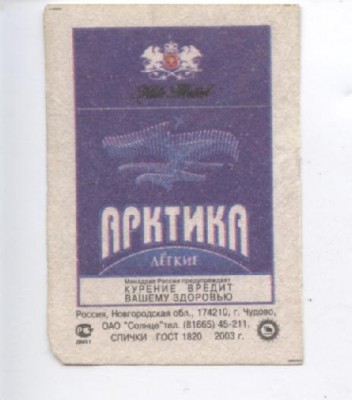 АРКТИКА
ЛЁГКИЕ
Минздрав России предупреждает
КУРЕНИЕ ВРЕДИТ
ВАШЕМУ ЗДОРОВЬЮ
Россия, Новгородская обл., 174210, г. Чудово,
ОАО "Солнце" тел. (81665) 45-211.
СПИЧКИ ГОСТ 1820 2003 г.